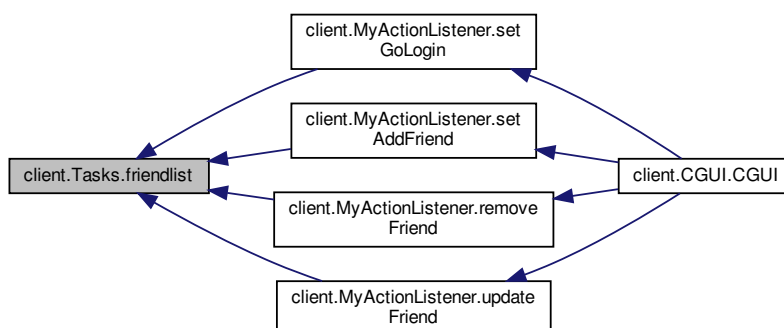 client.MyActionListener.set
GoLogin
client.MyActionListener.set
AddFriend
client.Tasks.friendlist
client.CGUI.CGUI
client.MyActionListener.remove
Friend
client.MyActionListener.update
Friend